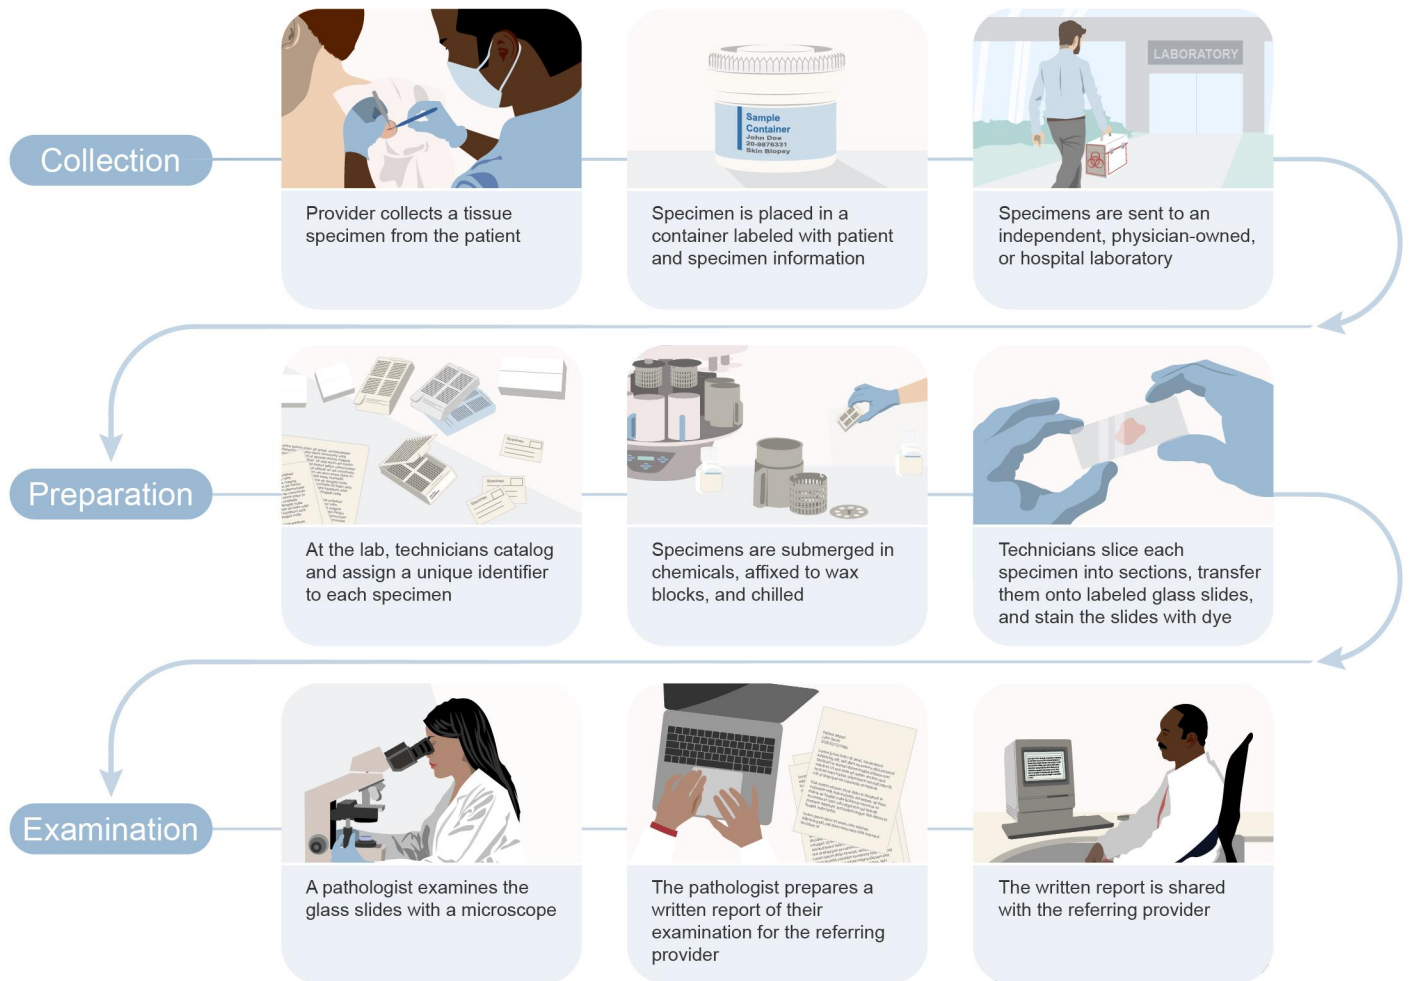 Collection
LABORATORY
Sample
Container
John Doe
20-9876331
Skin Biopsy
Provider collects a tissue
specimen from the patient
Specimen is placed in a
container labeled with patient
and specimen information
Specimens are sent to an
independent, physician-owned,
or hospital laboratory
Preparation
Specimen
Specimen
Specimen
At the lab, technicians catalog
and assign a unique identifier
to each specimen
Specimens are submerged in
chemicals, affixed to wax
blocks, and chilled
Technicians slice each
specimen into sections, transfer
them onto labeled glass slides,
and stain the slides with dye
Examination
A pathologist examines the
glass slides with a microscope
The pathologist prepares a
written report of their
examination for the referring
provider
The written report is shared
with the referring provider